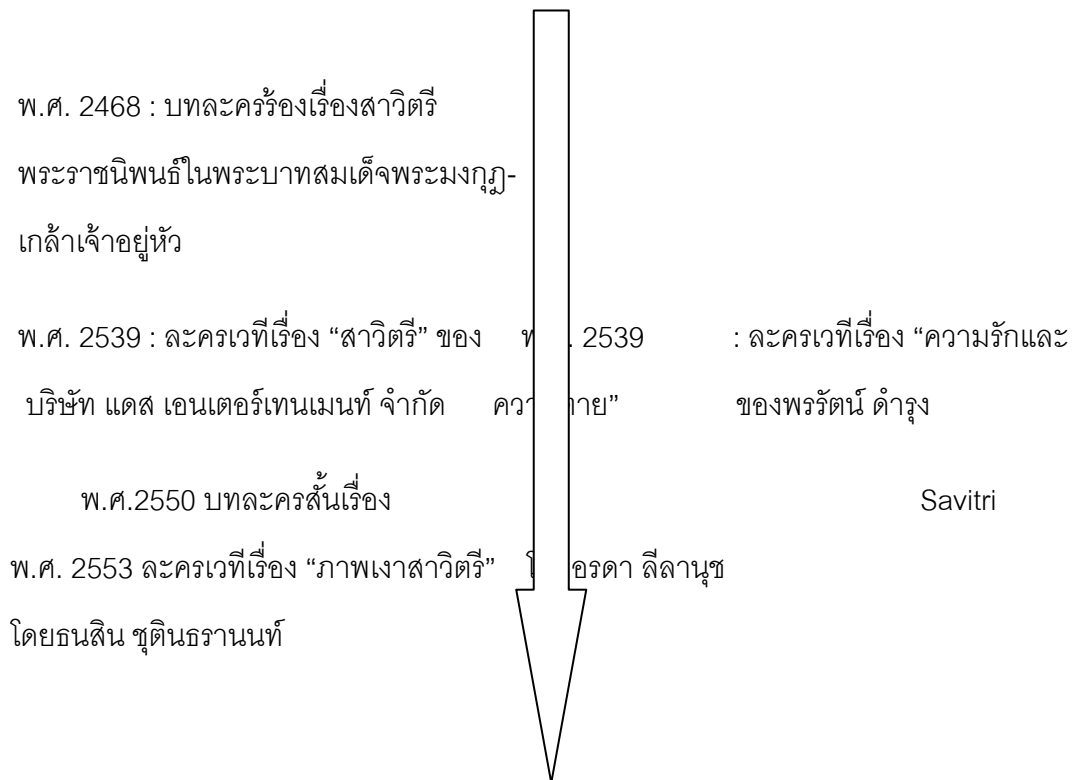 พ.ศ. 2468 : บทละครร้องเรื่องสาวิตรี
พระราชนิพนธ์ในพระบาทสมเด็จพระมงกุฎ-
เกล้าเจ้าอยู่หัว
พ.ศ. 2539 : ละครเวทีเรื่อง “สาวิตรี” ของ 2539 : ละครเวทีเรื่อง “ความรักและ
บริษัท แดส เอนเตอร์เทนเมนท์ จำกัด ของพรรัตน์ ดำรุง
พ.ศ.2550 บทละครสั้นเรื่อง Savitri
พ.ศ. 2553 ละครเวทีเรื่อง “ภาพเงาสาวิตรี” อรดา ลีลานุช
โดยธนสิน ชุตินธรานนท์